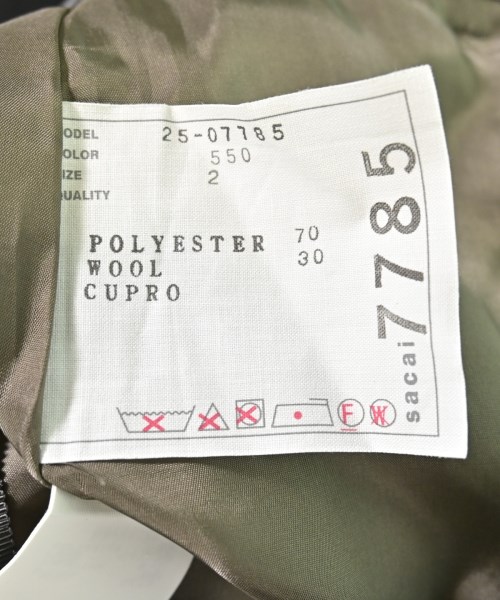 ODEL 25-07785
OLOR 550
IZE 2
UALITY
POLYESTER 70
WOOL 30
CUPRO
F W
sacai 7785